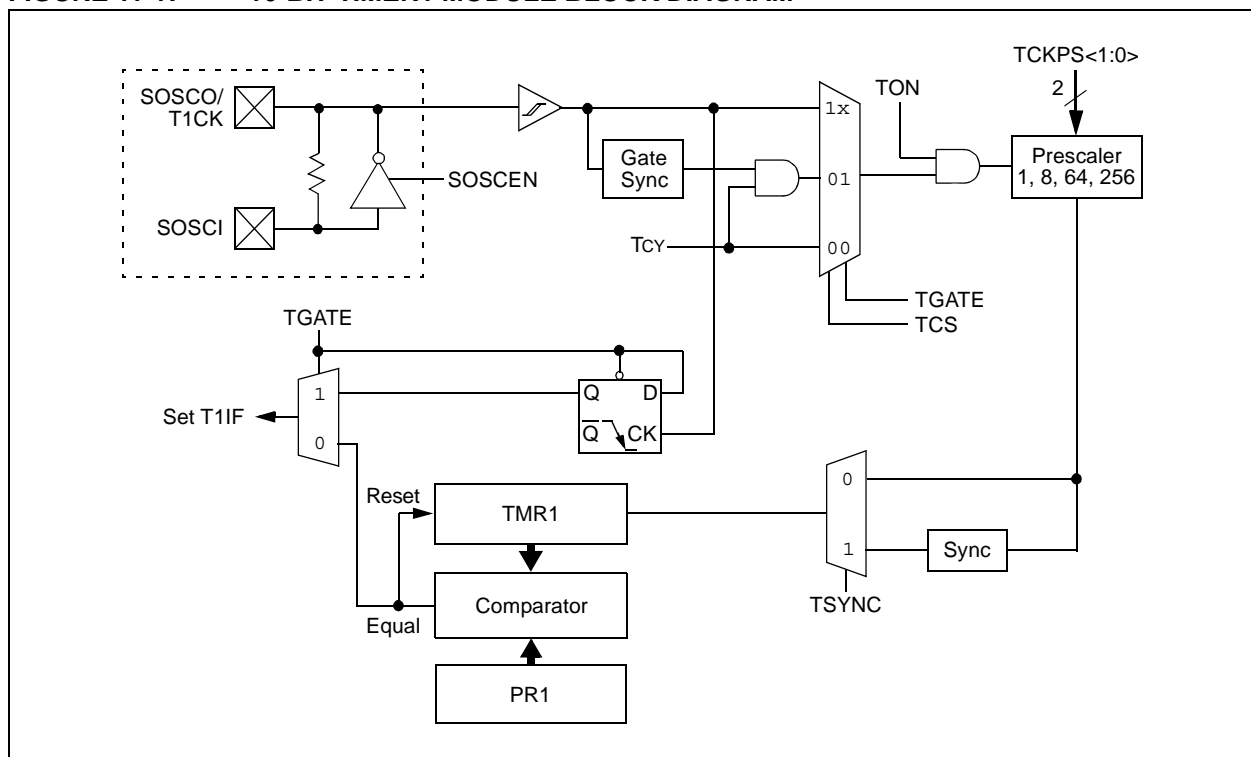 TCKPS<1:0>
2
SOSCO/
T1CK
TON
1x
Gate
Sync
Prescaler
1, 8, 64, 256
SOSCEN
01
SOSCI
TCY
00
TGATE
TCS
TGATE
1
Q D
Set T1IF
Q CK
0
0
Reset
TMR1
1
Sync
TSYNC
Comparator
Equal
PR1